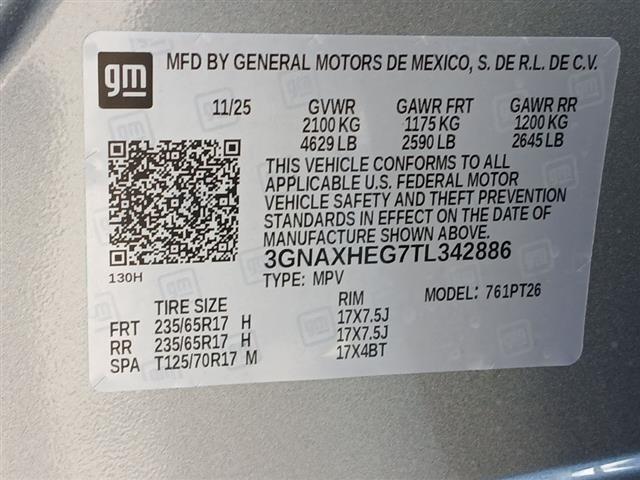 gm
MFD BY GENERAL MOTORS DE MEXICO, S. DE R.L. DE C.V.
11/25 GVWR GAWR FRT GAWR RR
2100 KG 1175 KG 1200 KG
4629 LB 2590 LB 2645 LB
THIS VEHICLE CONFORMS TO ALL
APPLICABLE U.S. FEDERAL MOTOR
VEHICLE SAFETY AND THEFT PREVENTION
STANDARDS IN EFFECT ON THE DATE OF
MANUFACTURE SHOWN ABOVE.
3GNAXHEG7TL342886
130H
TYPE: MPV MODEL: 761PT26
TIRE SIZE RIM
FRT 235/65R17 H 17X7.5J
RR 235/65R17 H 17X7.5J
SPA T125/70R17 M 17X4BT